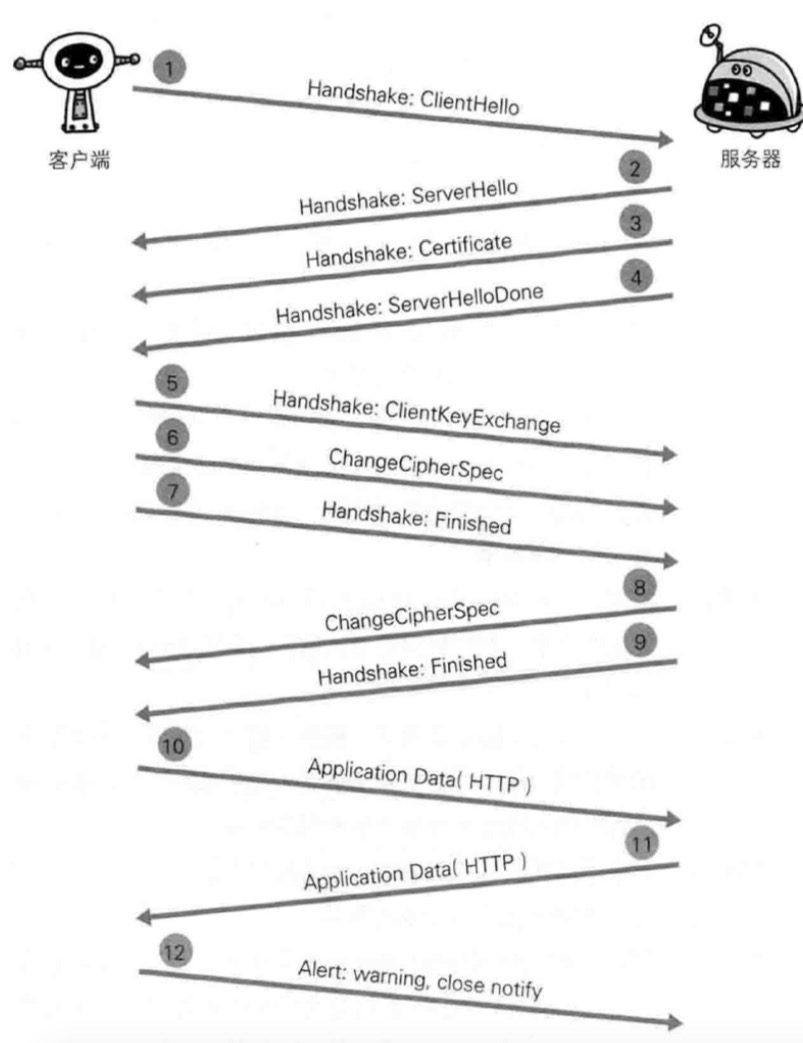 1
Handshake: ClientHello
客户端
服务器
2
Handshake: ServerHello
3
Handshake: Certificate
4
Handshake: ServerHelloDone
5
Handshake: ClientKeyExchange
6
ChangeCipherSpec
7
Handshake: Finished
8
ChangeCipherSpec
9
Handshake: Finished
10
Application Data( HTTP )
11
Application Data( HTTP )
12
Alert: warning, close notify